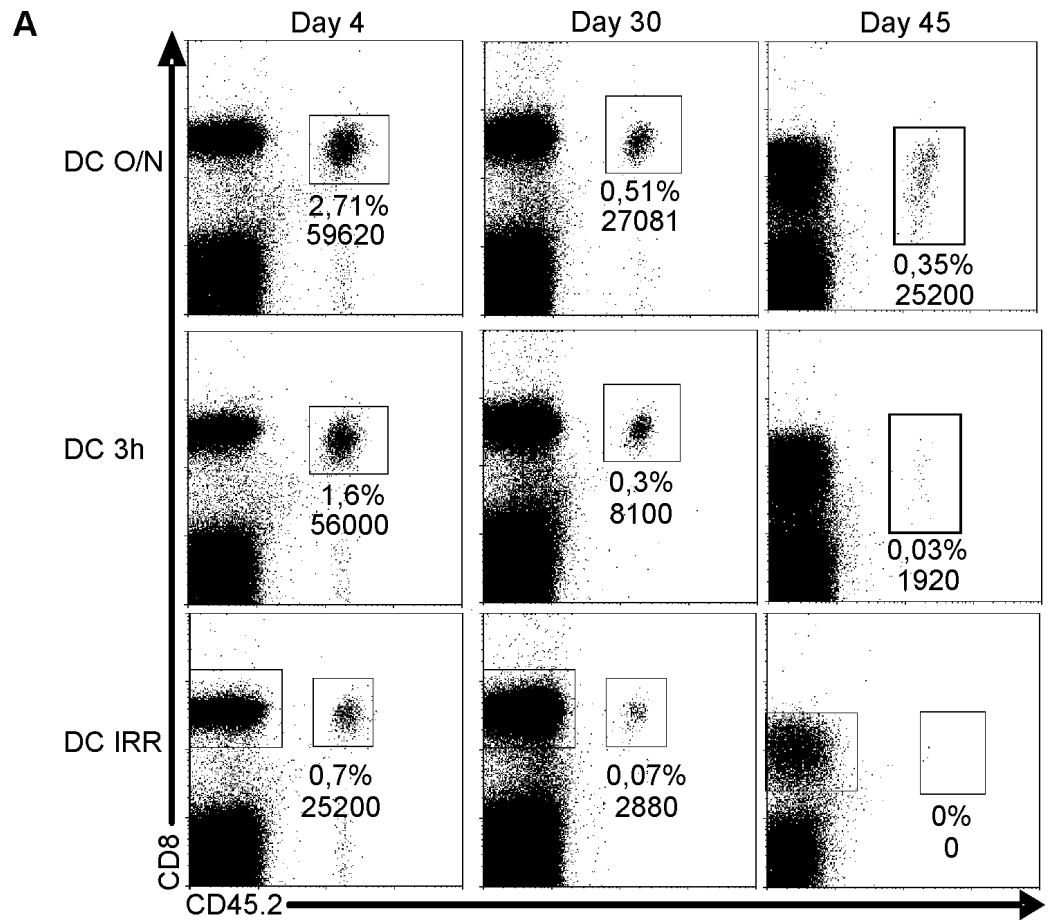 A
Day 4
Day 30
Day 45
DC O/N
2,71%
59620
0,51%
27081
0,35%
25200
DC 3h
1,6%
56000
0,3%
8100
0,03%
1920
DC IRR
0,7%
25200
0,07%
2880
0%
0
CD8
CD45.2